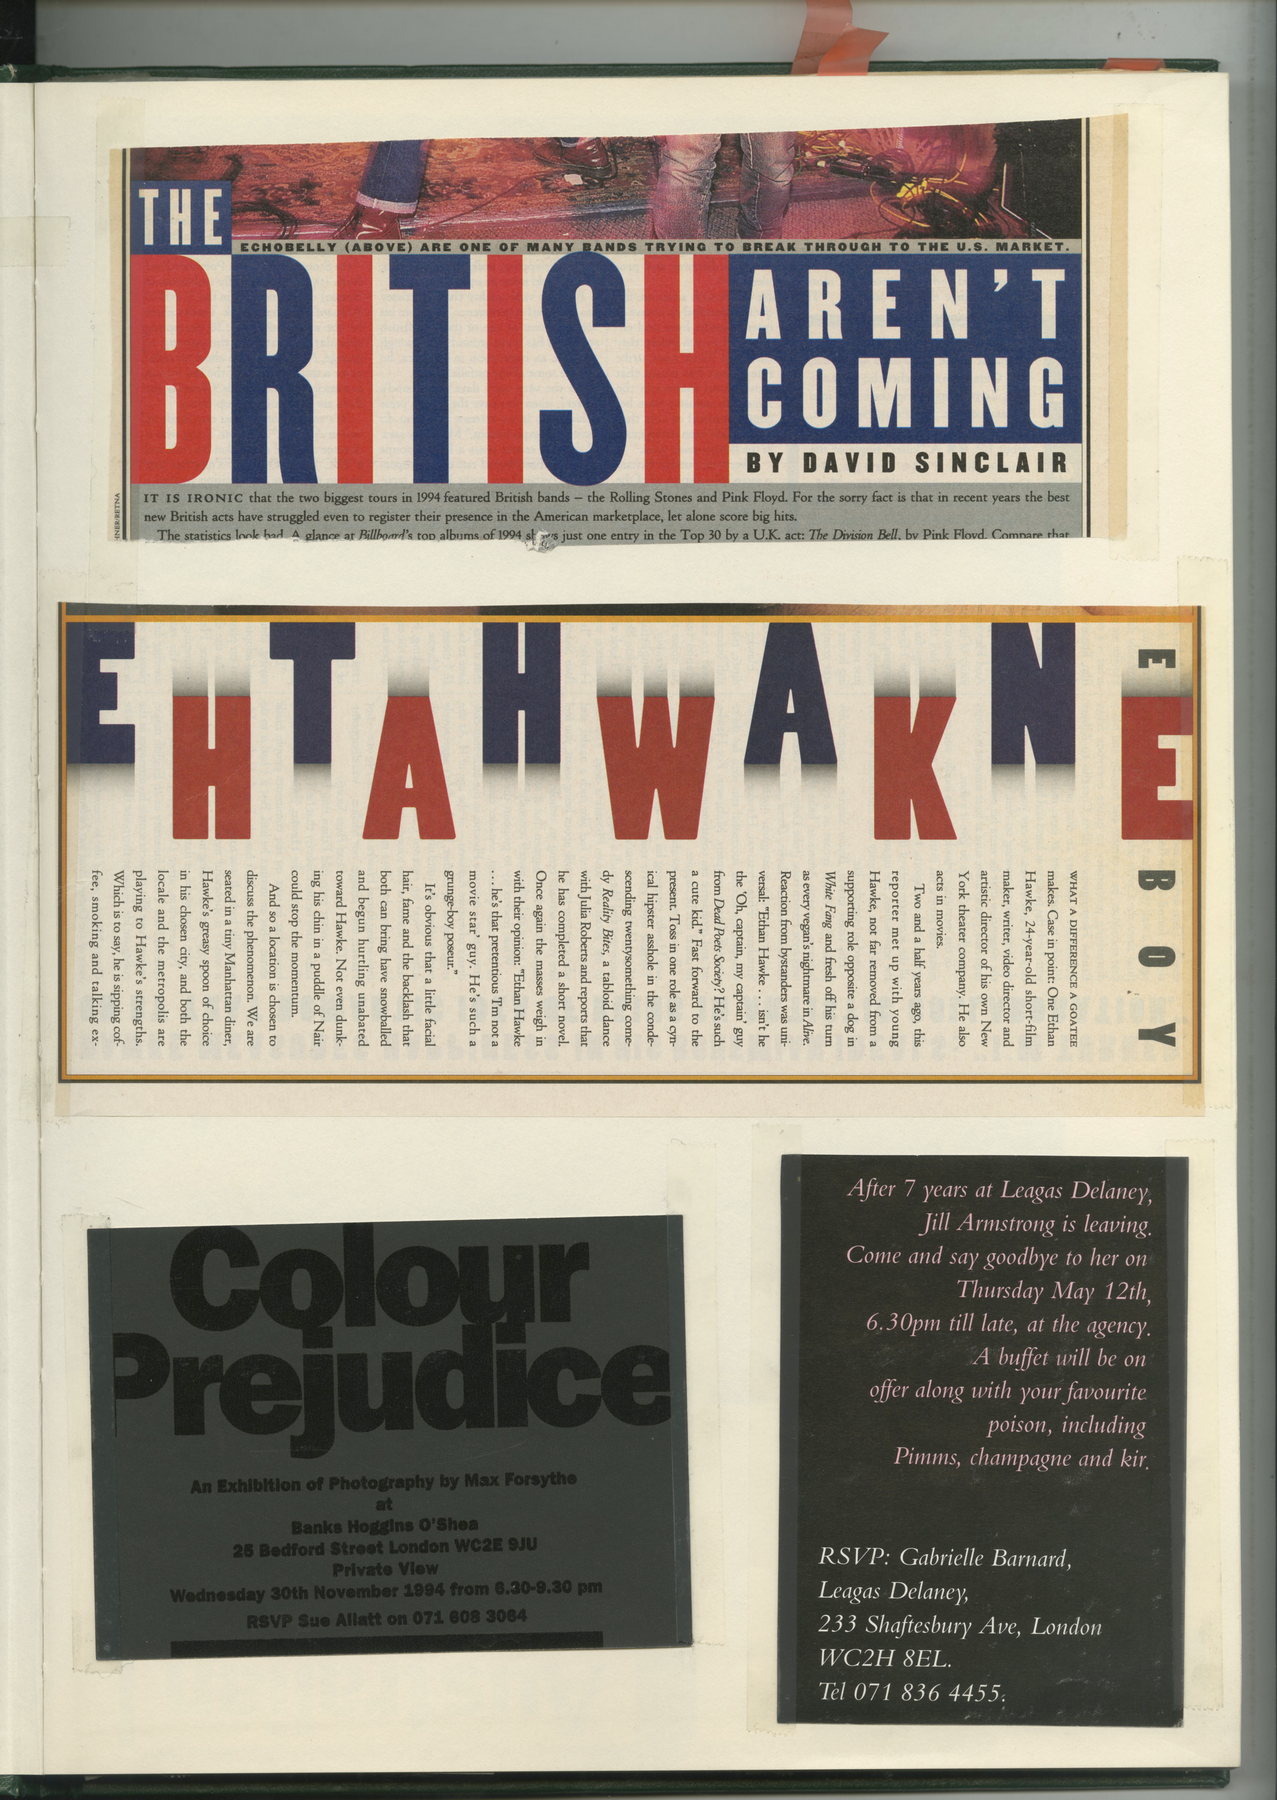 THE
ECHOBELLY (ABOVE) ARE ONE OF MANY BANDS TRYING TO BREAK THROUGH TO THE U.S. MARKET.
BRITISH
AREN'T
COMING
BY DAVID SINCLAIR
IT IS IRONIC that the two biggest tours in 1994 featured British bands – the Rolling Stones and Pink Floyd. For the sorry fact is that in recent years the best
new British acts have struggled even to register their presence in the American marketplace, let alone score big hits.
The statistics look bad. A glance at Billboard's top albums of 1994 shows just one entry in the Top 30 by a U.K. act: The Division Bell, by Pink Floyd. Compare that
ETHAN
HAWKE
E BOY
WHAT A DIFFERENCE A GOATEE
makes. Case in point: One Ethan
Hawke, 24-year-old short-film
maker, writer, video director and
artistic director of his own New
York theater company. He also
acts in movies.
Two and a half years ago, this
reporter met up with young
Hawke, not far removed from a
supporting role opposite a dog in
White Fang and fresh off his turn
as every vegan's nightmare in Alive.
Reaction from bystanders was uni-
versal: "Ethan Hawke . . . isn't he
the 'Oh, captain, my captain' guy
from Dead Poets Society? He's such
a cute kid." Fast forward to the
present. Toss in one role as a cyn-
ical hipster asshole in the conde-
scending twentysomething come-
dy Reality Bites, a tabloid dance
with Julia Roberts and reports that
he has completed a short novel.
Once again the masses weigh in
with their opinion: "Ethan Hawke
. . . he's that pretentious 'I'm not a
movie star' guy. He's such a
grunge-boy poseur."
It's obvious that a little facial
hair, fame and the backlash that
both can bring have snowballed
and begun hurtling unabated
toward Hawke. Not even dunk-
ing his chin in a puddle of Nair
could stop the momentum.
And so a location is chosen to
discuss the phenomenon. We are
seated in a tiny Manhattan diner,
Hawke's greasy spoon of choice
in his chosen city, and both the
locale and the metropolis are
playing to Hawke's strengths.
Which is to say, he is sipping cof-
fee, smoking and talking ex-
Colour
Prejudice
An Exhibition of Photography by Max Forsythe
at
Banks Hoggins O'Shea
25 Bedford Street London WC2E 9JU
Private View
Wednesday 30th November 1994 from 6.30-9.30 pm
RSVP Sue Allatt on 071 608 3064
After 7 years at Leagas Delaney,
Jill Armstrong is leaving.
Come and say goodbye to her on
Thursday May 12th,
6.30pm till late, at the agency.
A buffet will be on
offer along with your favourite
poison, including
Pimms, champagne and kir.
RSVP: Gabrielle Barnard,
Leagas Delaney,
233 Shaftesbury Ave, London
WC2H 8EL.
Tel 071 836 4455.